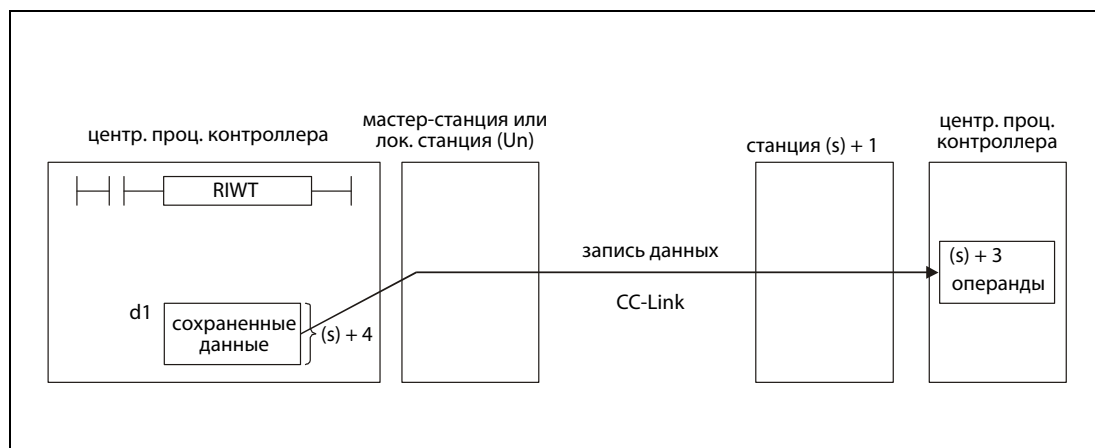 центр. проц. контроллера
мастер-станция или
лок. станция (Un)
станция (s) + 1
центр. проц.
контроллера
RIWT
запись данных
CC-Link
(s) + 3
операнды
d1
сохраненные
данные
(s) + 4